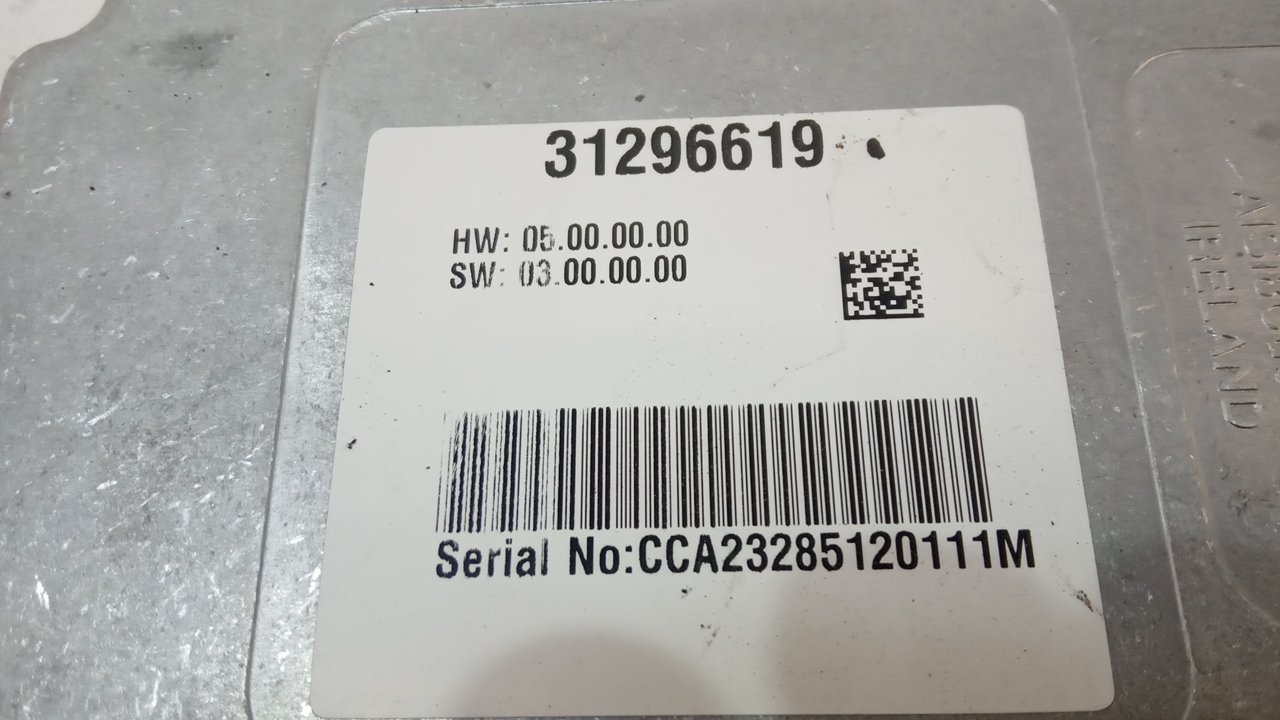 31296619
HW: 05.00.00.00
SW: 03.00.00.00
Serial No:CCA23285120111M
IRELAND